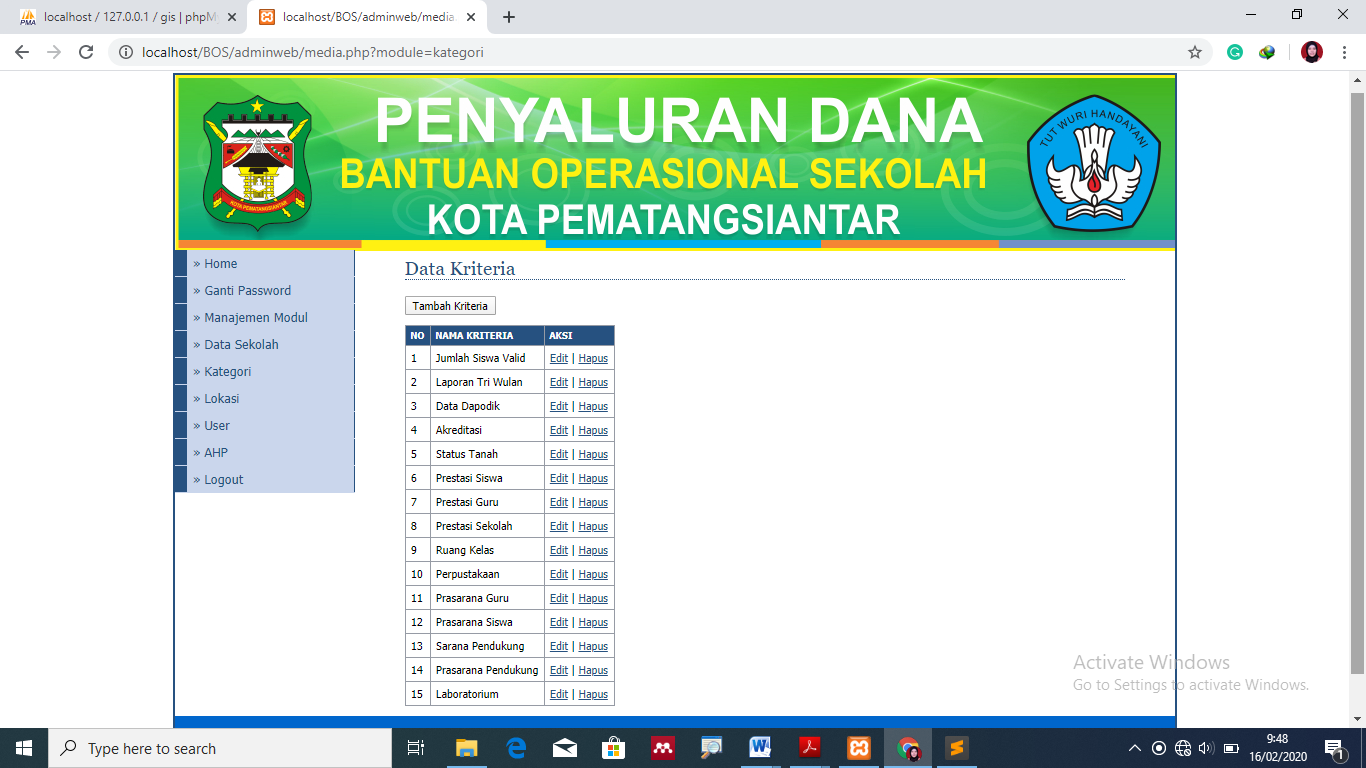 localhost / 127.0.0.1 / gis | phpM
localhost/BOS/adminweb/media.
localhost/BOS/adminweb/media.php?module=kategori
PENYALURAN DANA
BANTUAN OPERASIONAL SEKOLAH
KOTA PEMATANGSIANTAR
KOTA PEMATANGSIANTAR
TUT WURI HANDAYANI
» Home
» Ganti Password
» Manajemen Modul
» Data Sekolah
» Kategori
» Lokasi
» User
» AHP
» Logout
Data Kriteria
Tambah Kriteria
NO NAMA KRITERIA AKSI
1 Jumlah Siswa Valid Edit | Hapus
2 Laporan Tri Wulan Edit | Hapus
3 Data Dapodik Edit | Hapus
4 Akreditasi Edit | Hapus
5 Status Tanah Edit | Hapus
6 Prestasi Siswa Edit | Hapus
7 Prestasi Guru Edit | Hapus
8 Prestasi Sekolah Edit | Hapus
9 Ruang Kelas Edit | Hapus
10 Perpustakaan Edit | Hapus
11 Prasarana Guru Edit | Hapus
12 Prasarana Siswa Edit | Hapus
13 Sarana Pendukung Edit | Hapus
14 Prasarana Pendukung Edit | Hapus
15 Laboratorium Edit | Hapus
Activate Windows
Go to Settings to activate Windows.
Type here to search
9:48
16/02/2020
1